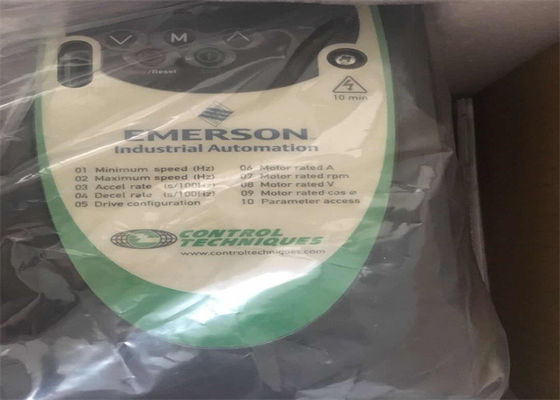 M
/Reset
10 min
EMERSON
Industrial Automation
01 Minimum speed (Hz)
02 Maximum speed (Hz)
03 Accel rate (s/100Hz)
04 Decel rate (s/100Hz)
05 Drive configuration
06 Motor rated A
07 Motor rated rpm
08 Motor rated V
09 Motor rated cos ø
10 Parameter access
CONTROL
TECHNIQUES
www.controltechniques.com